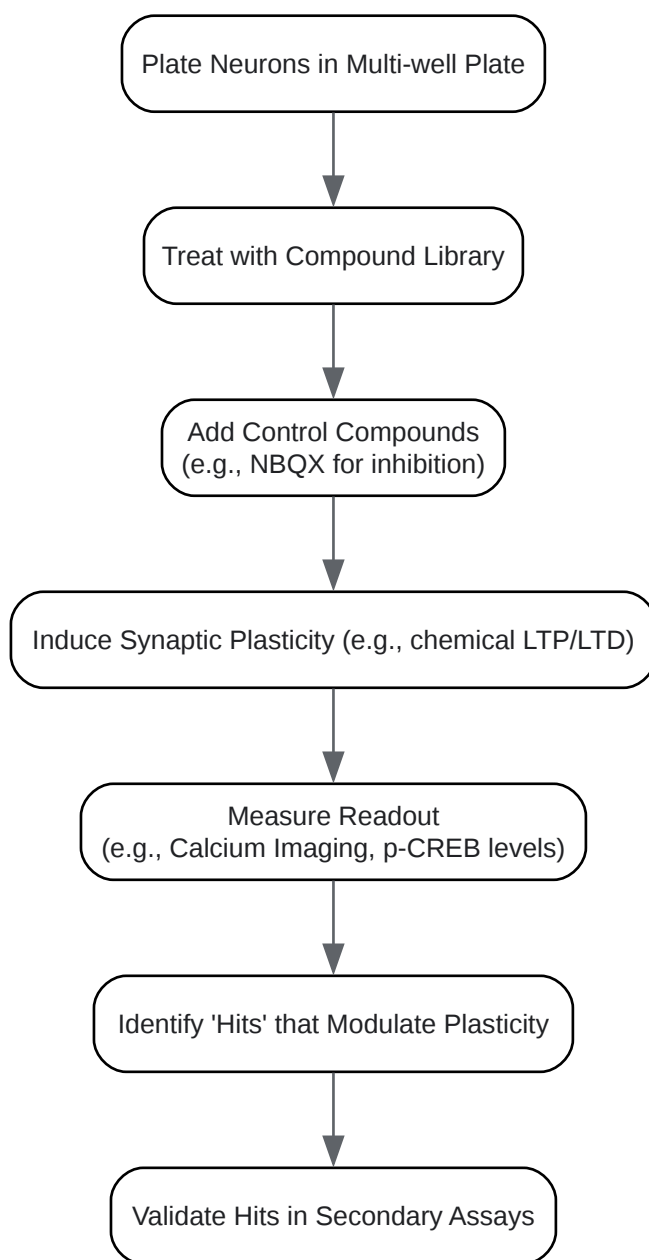 Plate Neurons in Multi-well Plate
Treat with Compound Library
Add Control Compounds
(e.g., NBQX for inhibition)
Induce Synaptic Plasticity (e.g., chemical LTP/LTD)
Measure Readout
(e.g., Calcium Imaging, p-CREB levels)
Identify 'Hits' that Modulate Plasticity
Validate Hits in Secondary Assays